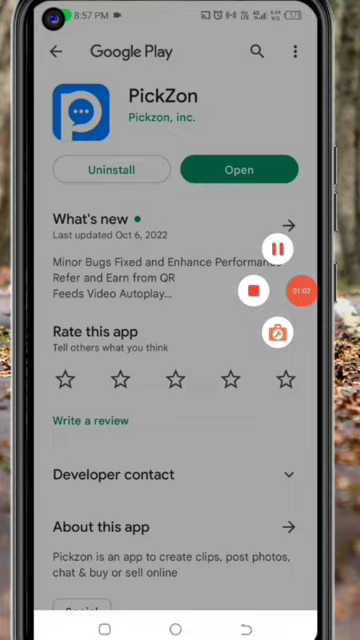 8:57 PM
Google Play
PickZon
Pickzon, inc.
Uninstall
Open
What's new
Last updated Oct 6, 2022
Minor Bugs Fixed and Enhance Performance
Refer and Earn from QR
Feeds Video Autoplay...
01:02
Rate this app
Tell others what you think
Write a review
Developer contact
About this app
Pickzon is an app to create clips, post photos,
chat & buy or sell online
Social